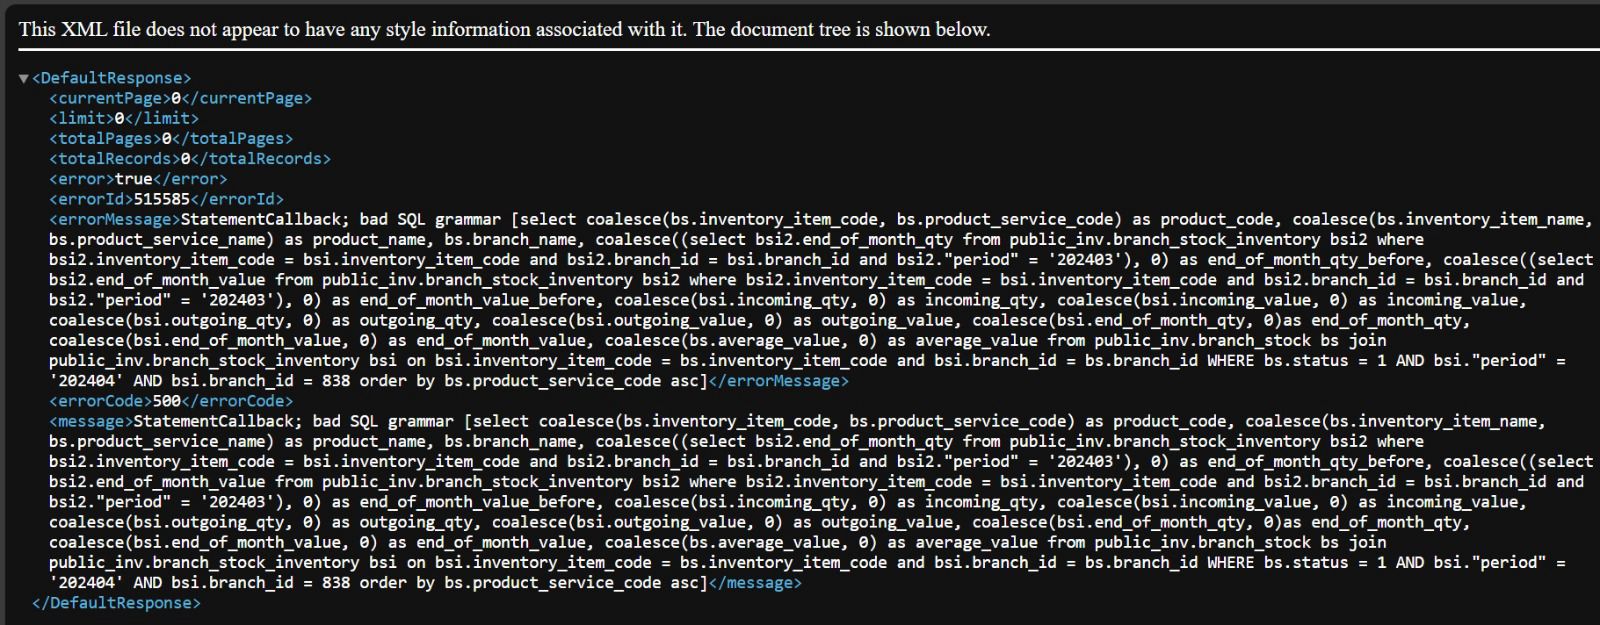 This XML file does not appear to have any style information associated with it. The document tree is shown below.
▼<DefaultResponse>
<currentPage>0</currentPage>
<limit>0</limit>
<totalPages>0</totalPages>
<totalRecords>0</totalRecords>
<error>true</error>
<errorId>515585</errorId>
<errorMessage>StatementCallback; bad SQL grammar [select coalesce(bs.inventory_item_code, bs.product_service_code) as product_code, coalesce(bs.inventory_item_name,
bs.product_service_name) as product_name, bs.branch_name, coalesce((select bsi2.end_of_month_qty from public_inv.branch_stock_inventory bsi2 where
bsi2.inventory_item_code = bsi.inventory_item_code and bsi2.branch_id = bsi.branch_id and bsi2."period" = '202403'), 0) as end_of_month_qty_before, coalesce((select
bsi2.end_of_month_value from public_inv.branch_stock_inventory bsi2 where bsi2.inventory_item_code = bsi.inventory_item_code and bsi2.branch_id = bsi.branch_id and
bsi2."period" = '202403'), 0) as end_of_month_value_before, coalesce(bsi.incoming_qty, 0) as incoming_qty, coalesce(bsi.incoming_value, 0) as incoming_value,
coalesce(bsi.outgoing_qty, 0) as outgoing_qty, coalesce(bsi.outgoing_value, 0) as outgoing_value, coalesce(bsi.end_of_month_qty, 0)as end_of_month_qty,
coalesce(bsi.end_of_month_value, 0) as end_of_month_value, coalesce(bs.average_value, 0) as average_value from public_inv.branch_stock bs join
public_inv.branch_stock_inventory bsi on bsi.inventory_item_code = bs.inventory_item_code and bsi.branch_id = bs.branch_id WHERE bs.status = 1 AND bsi."period" =
'202404' AND bsi.branch_id = 838 order by bs.product_service_code asc]</errorMessage>
<errorCode>500</errorCode>
<message>StatementCallback; bad SQL grammar [select coalesce(bs.inventory_item_code, bs.product_service_code) as product_code, coalesce(bs.inventory_item_name,
bs.product_service_name) as product_name, bs.branch_name, coalesce((select bsi2.end_of_month_qty from public_inv.branch_stock_inventory bsi2 where
bsi2.inventory_item_code = bsi.inventory_item_code and bsi2.branch_id = bsi.branch_id and bsi2."period" = '202403'), 0) as end_of_month_qty_before, coalesce((select
bsi2.end_of_month_value from public_inv.branch_stock_inventory bsi2 where bsi2.inventory_item_code = bsi.inventory_item_code and bsi2.branch_id = bsi.branch_id and
bsi2."period" = '202403'), 0) as end_of_month_value_before, coalesce(bsi.incoming_qty, 0) as incoming_qty, coalesce(bsi.incoming_value, 0) as incoming_value,
coalesce(bsi.outgoing_qty, 0) as outgoing_qty, coalesce(bsi.outgoing_value, 0) as outgoing_value, coalesce(bsi.end_of_month_qty, 0)as end_of_month_qty,
coalesce(bsi.end_of_month_value, 0) as end_of_month_value, coalesce(bs.average_value, 0) as average_value from public_inv.branch_stock bs join
public_inv.branch_stock_inventory bsi on bsi.inventory_item_code = bs.inventory_item_code and bsi.branch_id = bs.branch_id WHERE bs.status = 1 AND bsi."period" =
'202404' AND bsi.branch_id = 838 order by bs.product_service_code asc]</message>
</DefaultResponse>